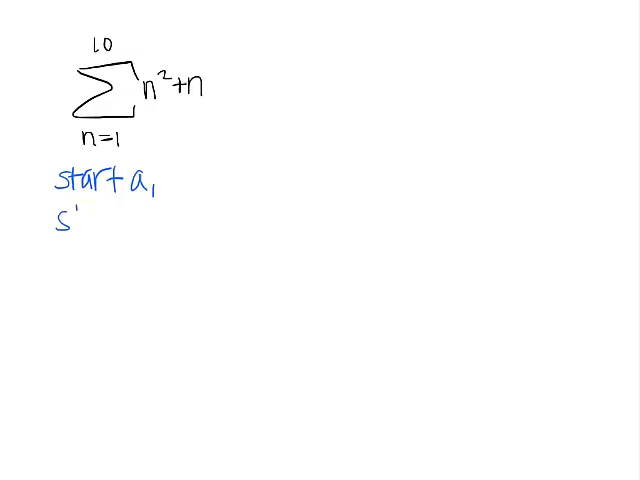 10
∑ n²+n
n=1
start a₁
s'